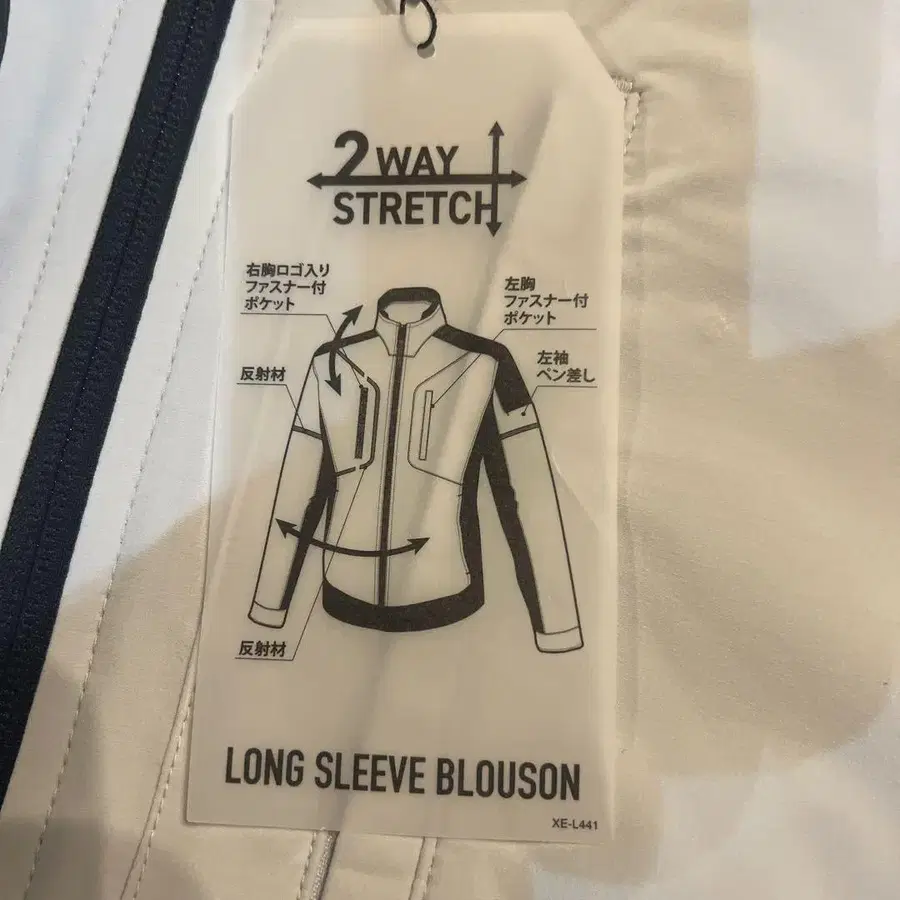 2 WAY
STRETCH
右胸ロゴ入り
ファスナー付
ポケット
左胸
ファスナー付
ポケット
左袖
ペン差し
反射材
反射材
LONG SLEEVE BLOUSON
XE-L441